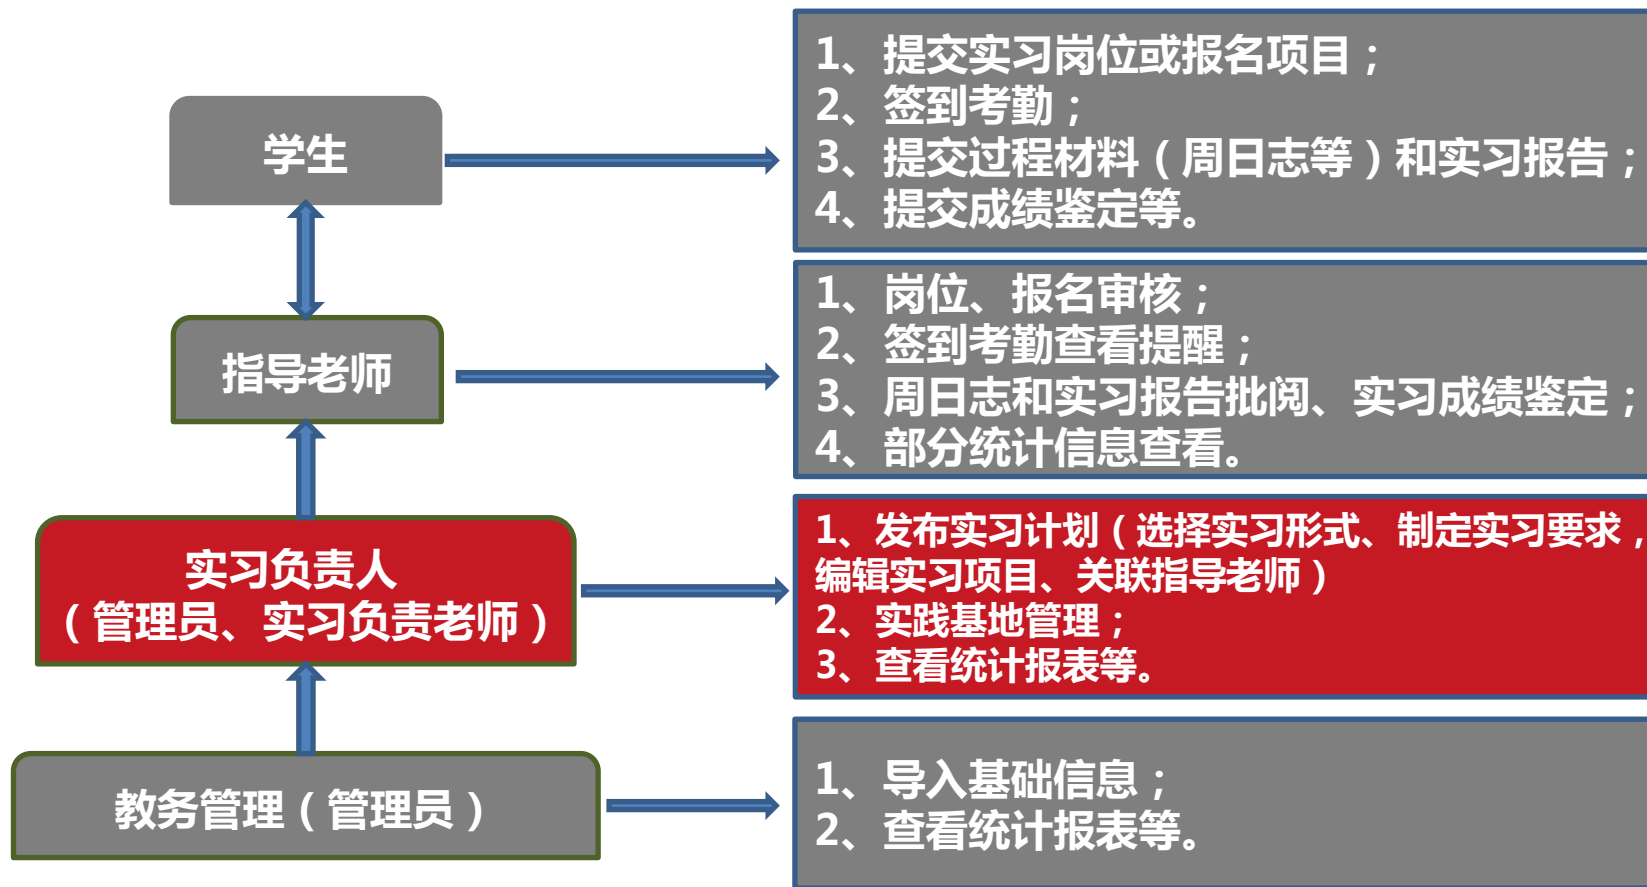 学生
1、提交实习岗位或报名项目；
2、签到考勤；
3、提交过程材料（周日志等）和实习报告；
4、提交成绩鉴定等。
指导老师
1、岗位、报名审核；
2、签到考勤查看提醒；
3、周日志和实习报告批阅、实习成绩鉴定；
4、部分统计信息查看。
实习负责人
（管理员、实习负责老师）
1、发布实习计划（选择实习形式、制定实习要求，
编辑实习项目、关联指导老师）
2、实践基地管理；
3、查看统计报表等。
教务管理（管理员）
1、导入基础信息；
2、查看统计报表等。